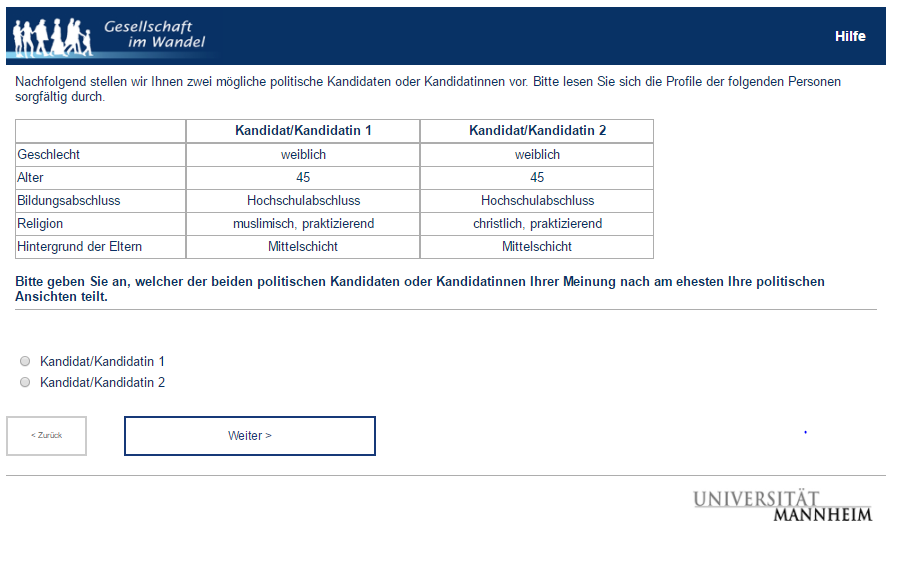 Gesellschaft
im Wandel
Hilfe
Nachfolgend stellen wir Ihnen zwei mögliche politische Kandidaten oder Kandidatinnen vor. Bitte lesen Sie sich die Profile der folgenden Personen
sorgfältig durch.
Kandidat/Kandidatin 1 Kandidat/Kandidatin 2
Geschlecht weiblich weiblich
Alter 45 45
Bildungsabschluss Hochschulabschluss Hochschulabschluss
Religion muslimisch, praktizierend christlich, praktizierend
Hintergrund der Eltern Mittelschicht Mittelschicht
Bitte geben Sie an, welcher der beiden politischen Kandidaten oder Kandidatinnen Ihrer Meinung nach am ehesten Ihre politischen
Ansichten teilt.
Kandidat/Kandidatin 1
Kandidat/Kandidatin 2
< Zurück Weiter >
UNIVERSITÄT
MANNHEIM